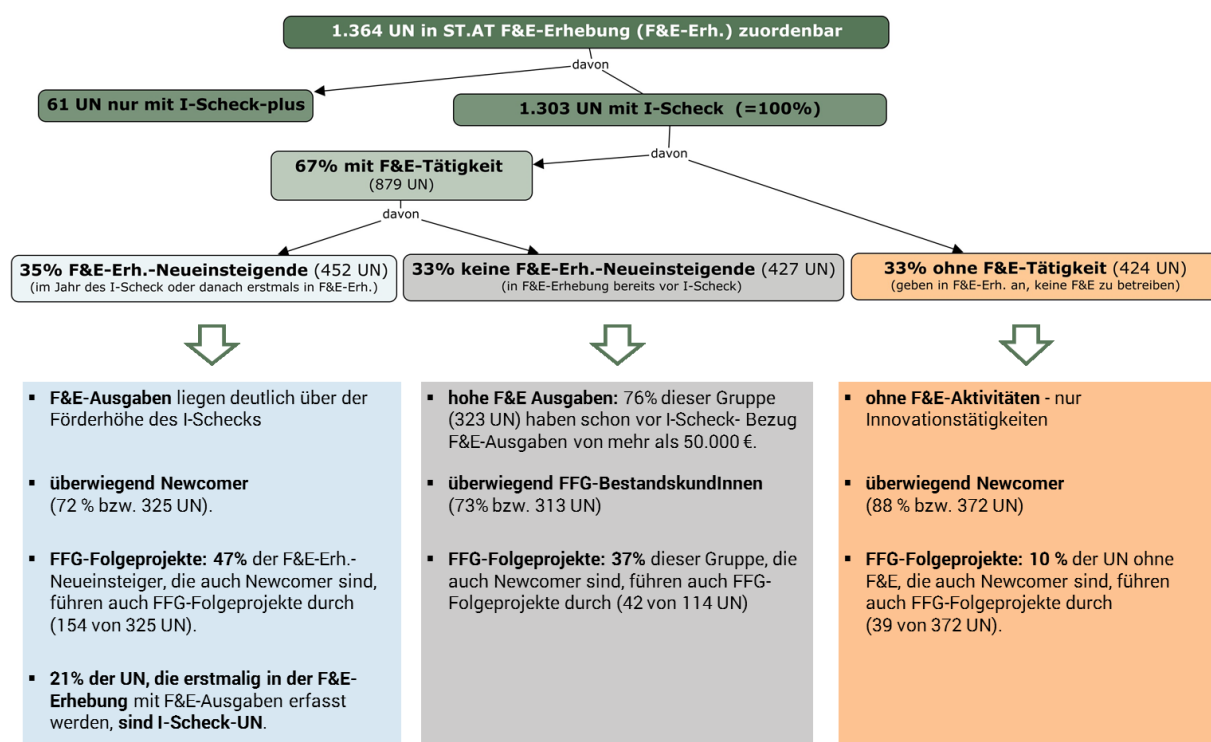 1.364 UN in ST.AT F&E-Erhebung (F&E-Erh.) zuordenbar
davon
61 UN nur mit I-Scheck-plus
1.303 UN mit I-Scheck (=100%)
davon
67% mit F&E-Tätigkeit
(879 UN)
davon
35% F&E-Erh.-Neueinsteigende (452 UN)
(im Jahr des I-Scheck oder danach erstmals in F&E-Erh.)
33% keine F&E-Erh.-Neueinsteigende (427 UN)
(in F&E-Erhebung bereits vor I-Scheck)
33% ohne F&E-Tätigkeit (424 UN)
(geben in F&E-Erh. an, keine F&E zu betreiben)
▪ F&E-Ausgaben liegen deutlich über der
Förderhöhe des I-Schecks
▪ überwiegend Newcomer
(72 % bzw. 325 UN).
▪ FFG-Folgeprojekte: 47% der F&E-Erh.-
Neueinsteiger, die auch Newcomer sind,
führen auch FFG-Folgeprojekte durch
(154 von 325 UN).
▪ 21% der UN, die erstmalig in der F&E-
Erhebung mit F&E-Ausgaben erfasst
werden, sind I-Scheck-UN.
▪ hohe F&E Ausgaben: 76% dieser Gruppe
(323 UN) haben schon vor I-Scheck- Bezug
F&E-Ausgaben von mehr als 50.000 €.
▪ überwiegend FFG-BestandskundInnen
(73% bzw. 313 UN)
▪ FFG-Folgeprojekte: 37% dieser Gruppe, die
auch Newcomer sind, führen auch FFG-
Folgeprojekte durch (42 von 114 UN)
▪ ohne F&E-Aktivitäten - nur
Innovationstätigkeiten
▪ überwiegend Newcomer
(88 % bzw. 372 UN)
▪ FFG-Folgeprojekte: 10 % der UN ohne
F&E, die auch Newcomer sind, führen
auch FFG-Folgeprojekte durch
(39 von 372 UN).